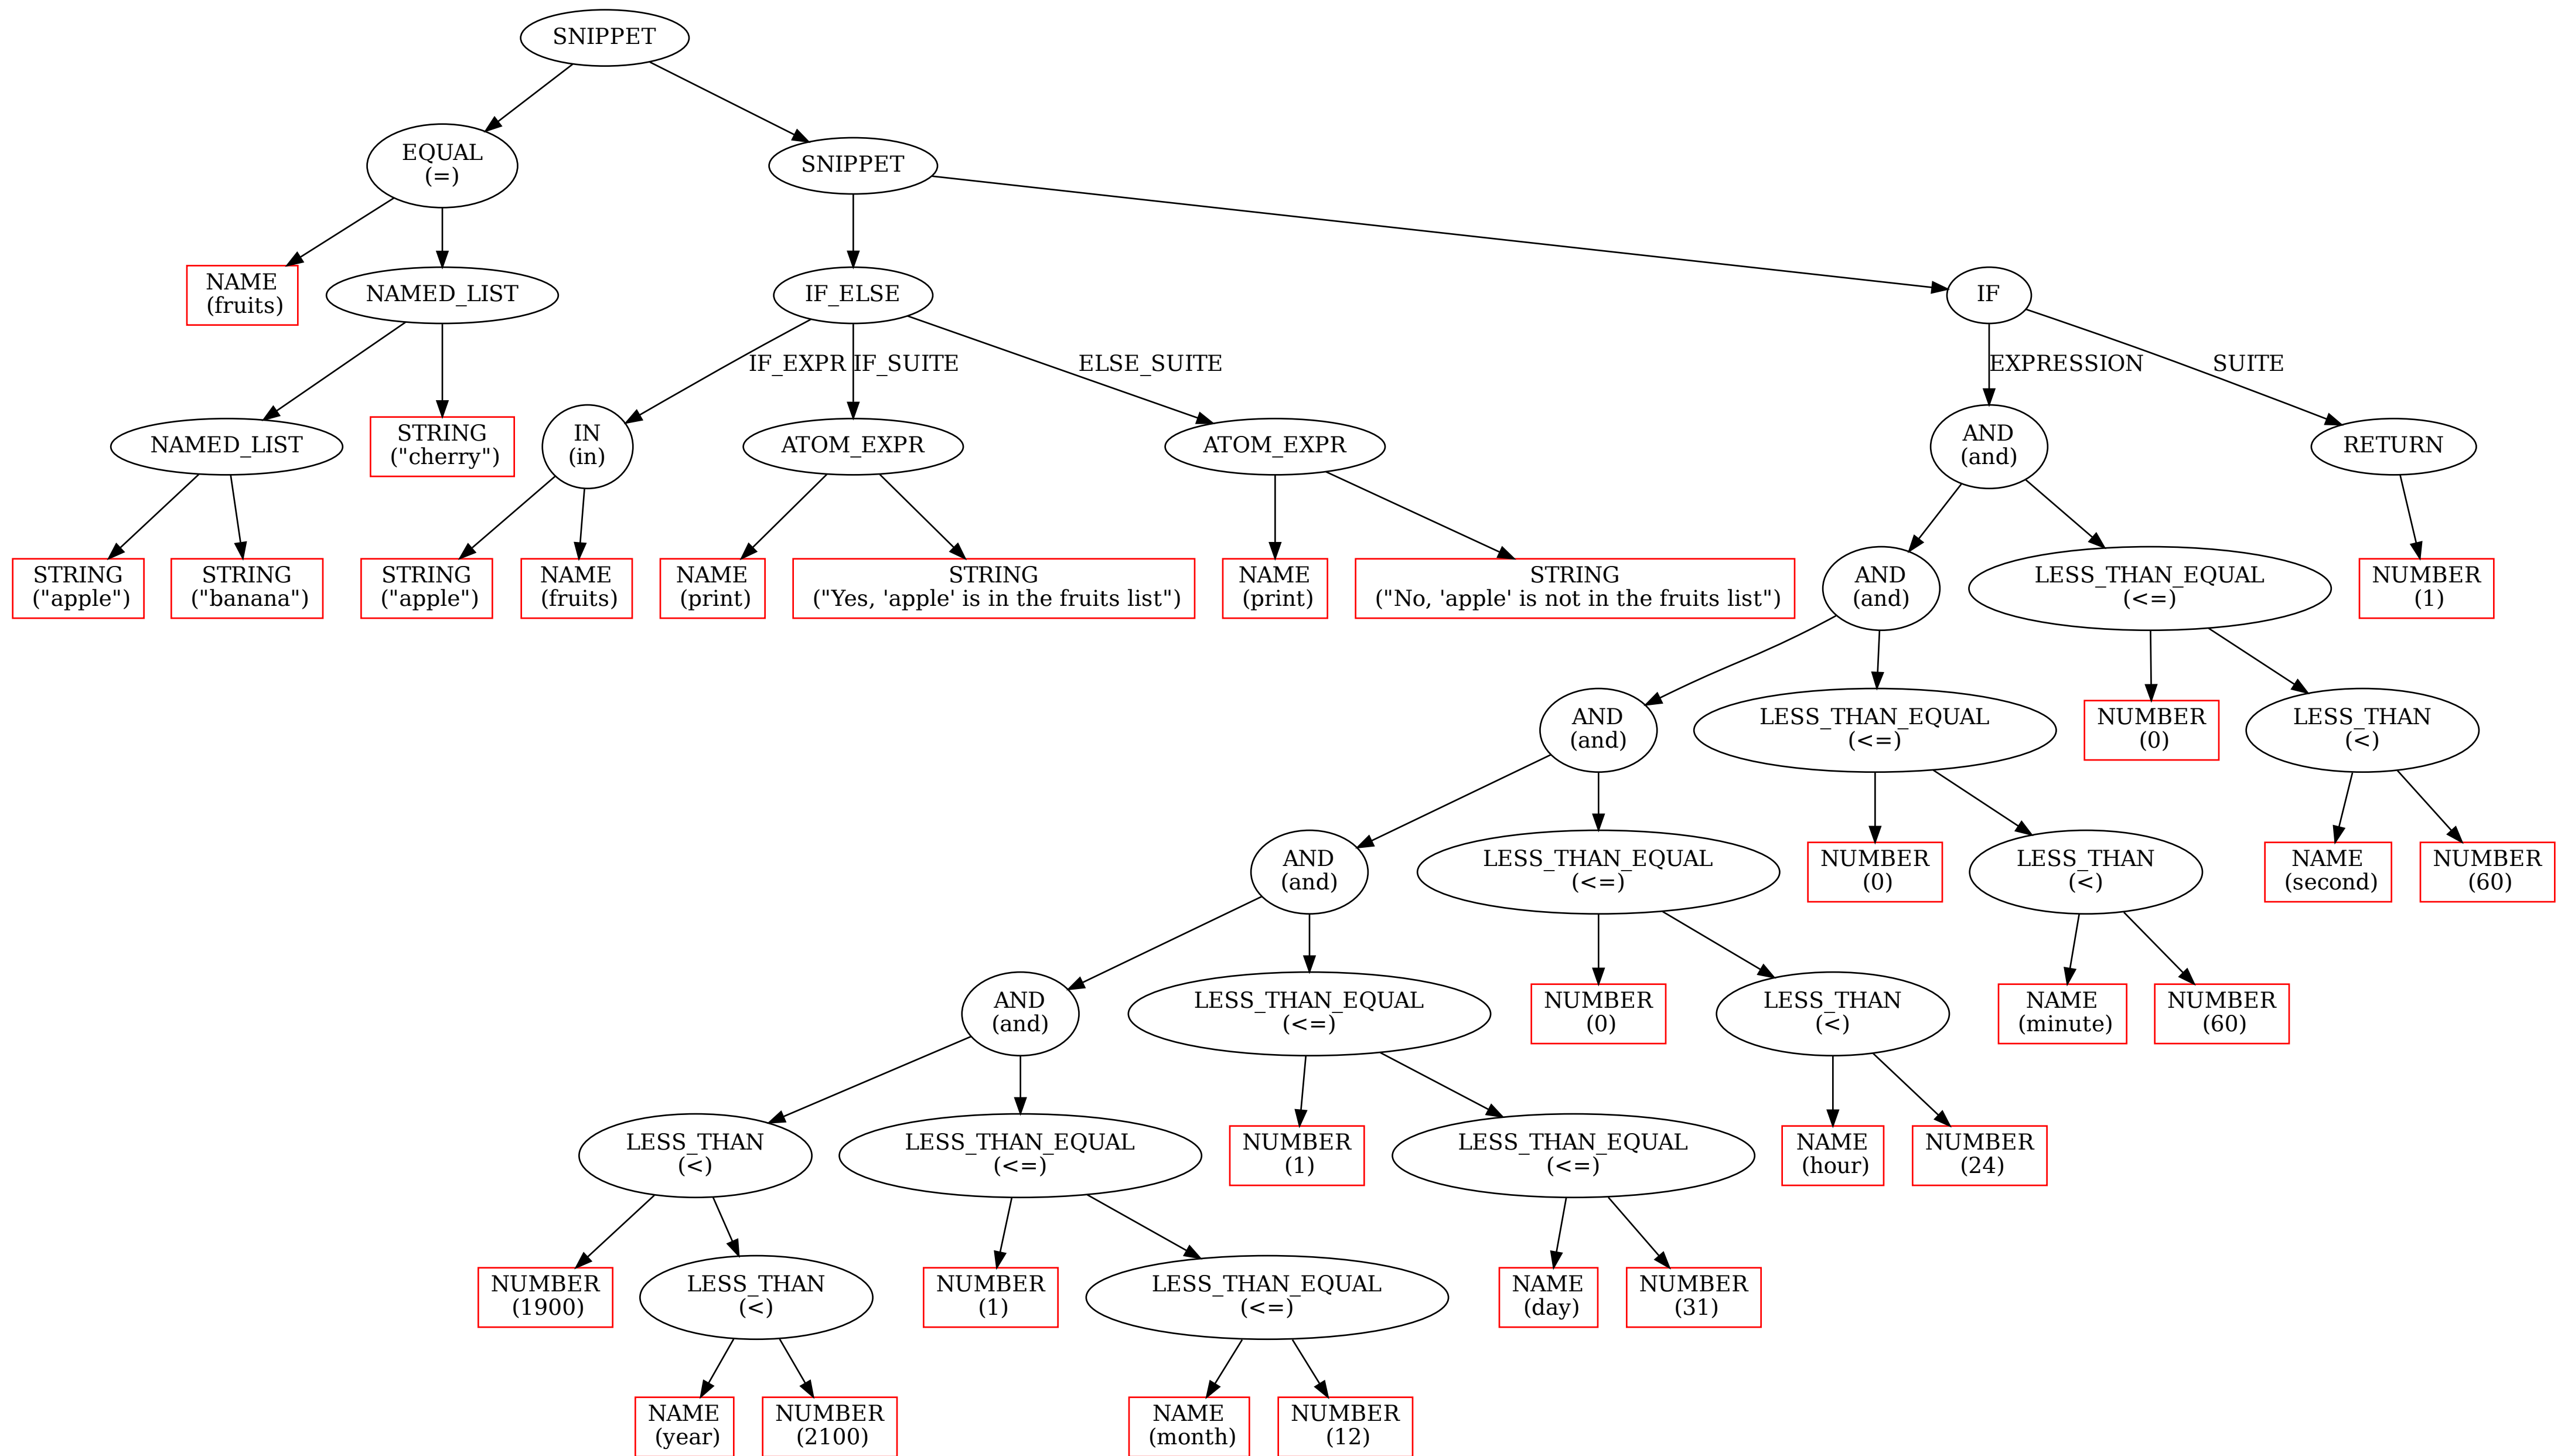 SNIPPET
EQUAL
(=)
SNIPPET
NAME
(fruits)
NAMED_LIST
IF_ELSE
IF
IF_EXPR
IF_SUITE
ELSE_SUITE
EXPRESSION
SUITE
NAMED_LIST
STRING
("cherry")
IN
(in)
ATOM_EXPR
ATOM_EXPR
AND
(and)
RETURN
STRING
("apple")
STRING
("banana")
STRING
("apple")
NAME
(fruits)
NAME
(print)
STRING
("Yes, 'apple' is in the fruits list")
NAME
(print)
STRING
("No, 'apple' is not in the fruits list")
AND
(and)
LESS_THAN_EQUAL
(<=)
NUMBER
(1)
AND
(and)
LESS_THAN_EQUAL
(<=)
NUMBER
(0)
LESS_THAN
(<)
AND
(and)
LESS_THAN_EQUAL
(<=)
NUMBER
(0)
LESS_THAN
(<)
NAME
(second)
NUMBER
(60)
AND
(and)
LESS_THAN_EQUAL
(<=)
NUMBER
(0)
LESS_THAN
(<)
NAME
(minute)
NUMBER
(60)
LESS_THAN
(<)
LESS_THAN_EQUAL
(<=)
NUMBER
(1)
LESS_THAN_EQUAL
(<=)
NAME
(hour)
NUMBER
(24)
NUMBER
(1900)
LESS_THAN
(<)
NUMBER
(1)
LESS_THAN_EQUAL
(<=)
NAME
(day)
NUMBER
(31)
NAME
(year)
NUMBER
(2100)
NAME
(month)
NUMBER
(12)